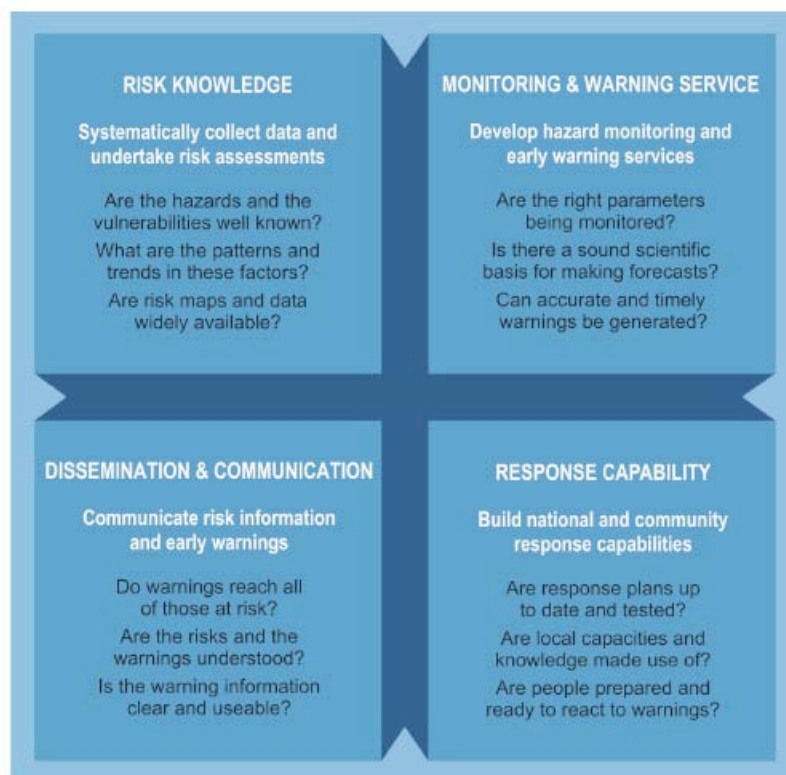 RISK KNOWLEDGE
Systematically collect data and
undertake risk assessments
Are the hazards and the
vulnerabilities well known?
What are the patterns and
trends in these factors?
Are risk maps and data
widely available?
MONITORING & WARNING SERVICE
Develop hazard monitoring and
early warning services
Are the right parameters
being monitored?
Is there a sound scientific
basis for making forecasts?
Can accurate and timely
warnings be generated?
DISSEMINATION & COMMUNICATION
Communicate risk information
and early warnings
Do warnings reach all
of those at risk?
Are the risks and the
warnings understood?
Is the warning information
clear and useable?
RESPONSE CAPABILITY
Build national and community
response capabilities
Are response plans up
to date and tested?
Are local capacities and
knowledge made use of?
Are people prepared and
ready to react to warnings?